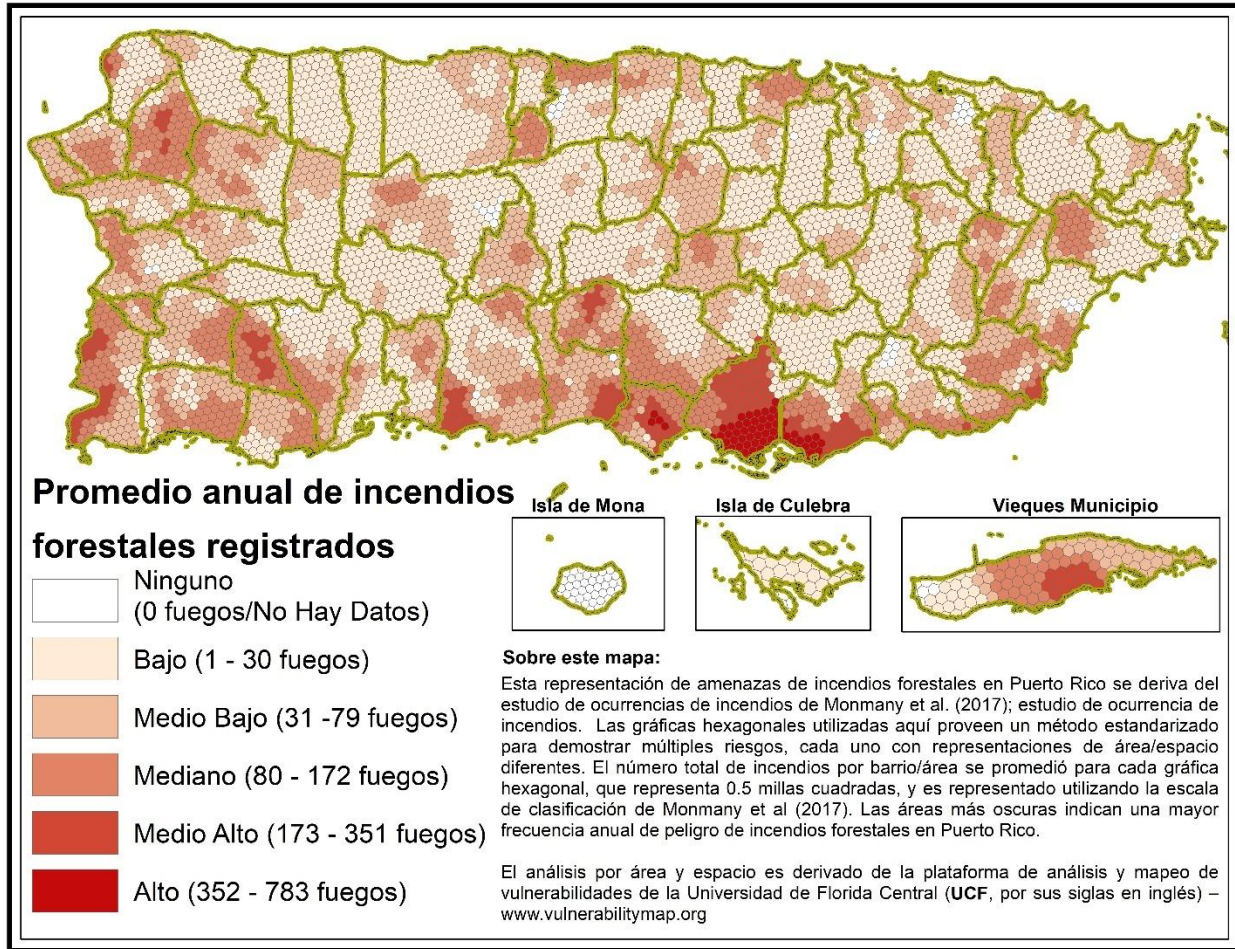 Promedio anual de incendios
forestales registrados
Ninguno
(0 fuegos/No Hay Datos)
Bajo (1 - 30 fuegos)
Medio Bajo (31 -79 fuegos)
Mediano (80 - 172 fuegos)
Medio Alto (173 - 351 fuegos)
Alto (352 - 783 fuegos)
Isla de Mona
Isla de Culebra
Vieques Municipio
Sobre este mapa:
Esta representación de amenazas de incendios forestales en Puerto Rico se deriva del
estudio de ocurrencias de incendios de Monmany et al. (2017); estudio de ocurrencia de
incendios. Las gráficas hexagonales utilizadas aquí proveen un método estandarizado
para demostrar múltiples riesgos, cada uno con representaciones de área/espacio
diferentes. El número total de incendios por barrio/área se promedió para cada gráfica
hexagonal, que representa 0.5 millas cuadradas, y es representado utilizando la escala
de clasificación de Monmany et al (2017). Las áreas más oscuras indican una mayor
frecuencia anual de peligro de incendios forestales en Puerto Rico.
El análisis por área y espacio es derivado de la plataforma de análisis y mapeo de
vulnerabilidades de la Universidad de Florida Central (UCF, por sus siglas en inglés) –
www.vulnerabilitymap.org